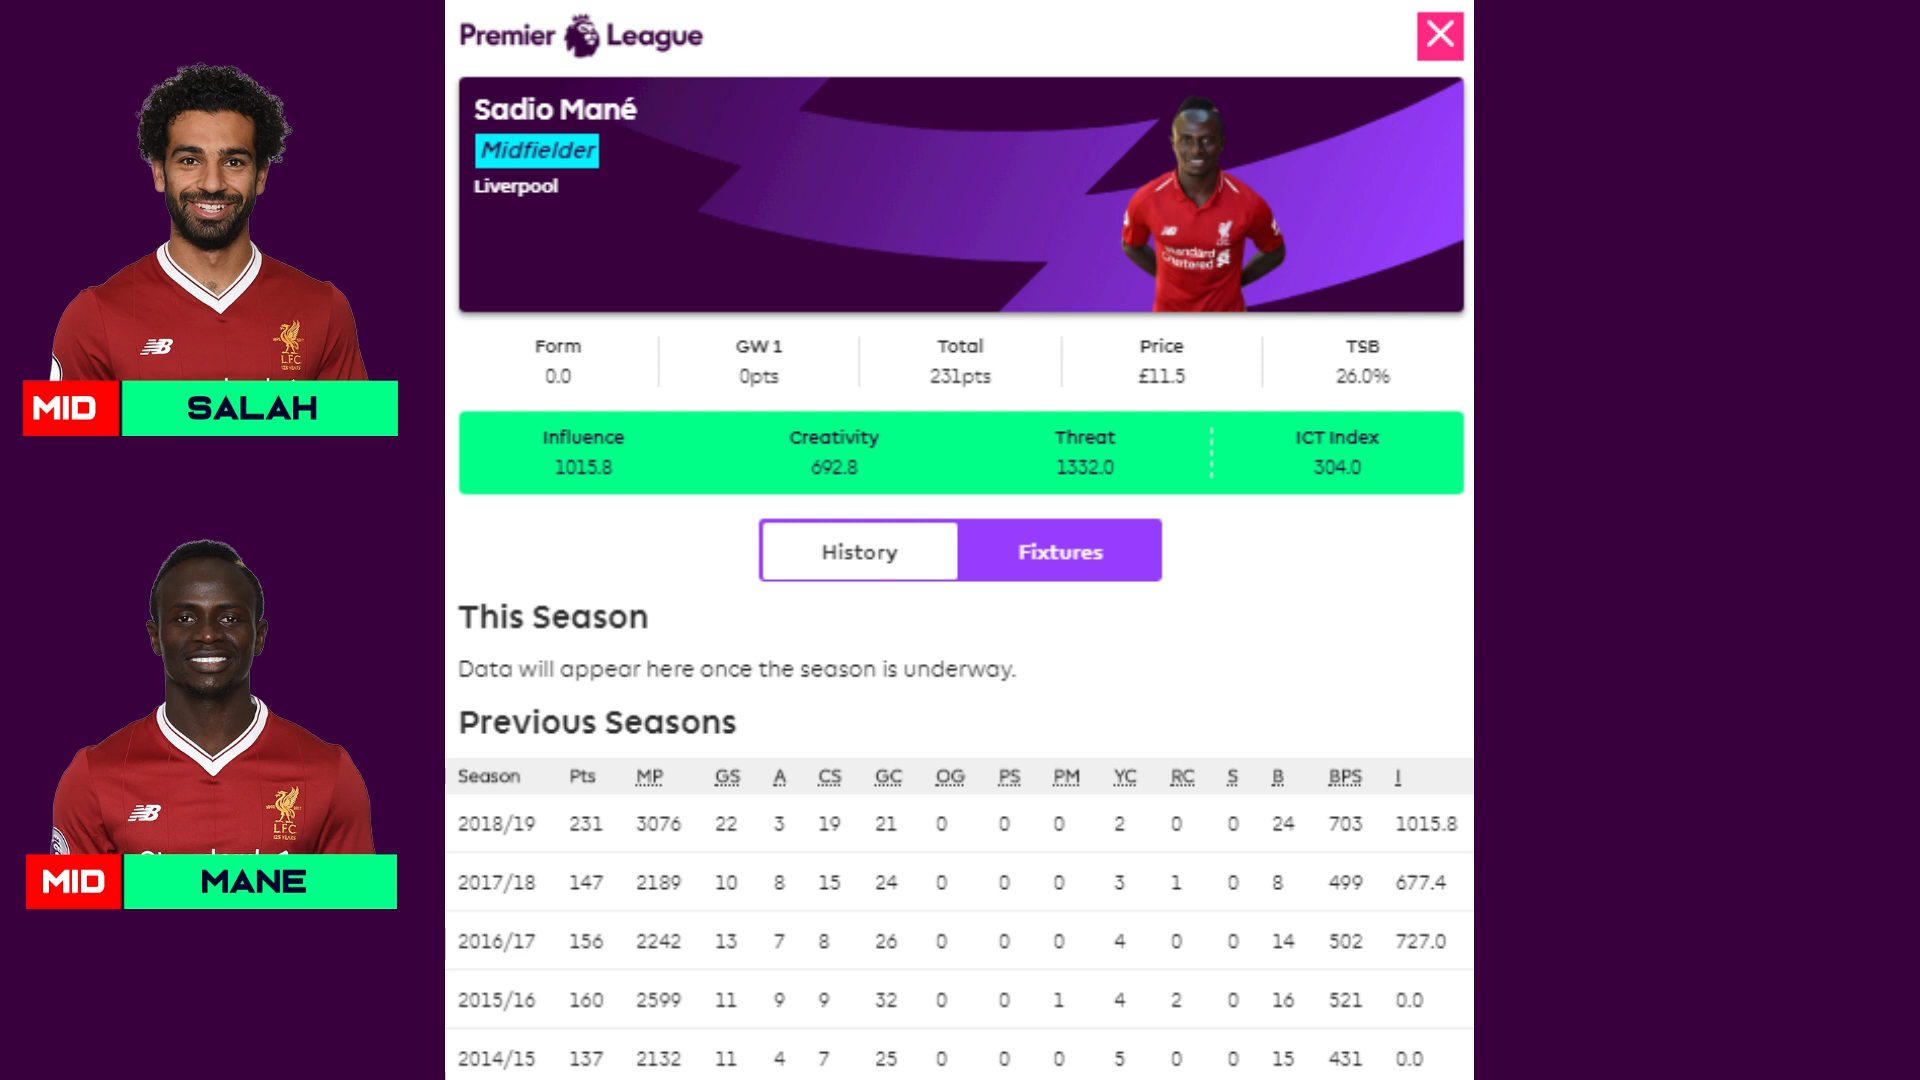 SALAH
MID
MANE
MID
Premier League
Sadio Mané
Midfielder
Liverpool
Standard
Chartered
Form GW 1 Total Price TSB
0.0 0pts 231pts £11.5 26.0%
Influence Creativity Threat ICT Index
1015.8 692.8 1332.0 304.0
History Fixtures
This Season
Data will appear here once the season is underway.
Previous Seasons
Season Pts MP GS A CS GC OG PS PM YC RC S B BPS I
2018/19 231 3076 22 3 19 21 0 0 0 2 0 0 24 703 1015.8
2017/18 147 2189 10 8 15 24 0 0 0 3 1 0 8 499 677.4
2016/17 156 2242 13 7 8 26 0 0 0 4 0 0 14 502 727.0
2015/16 160 2599 11 9 9 32 0 0 1 4 2 0 16 521 0.0
2014/15 137 2132 11 4 7 25 0 0 0 5 0 0 15 431 0.0